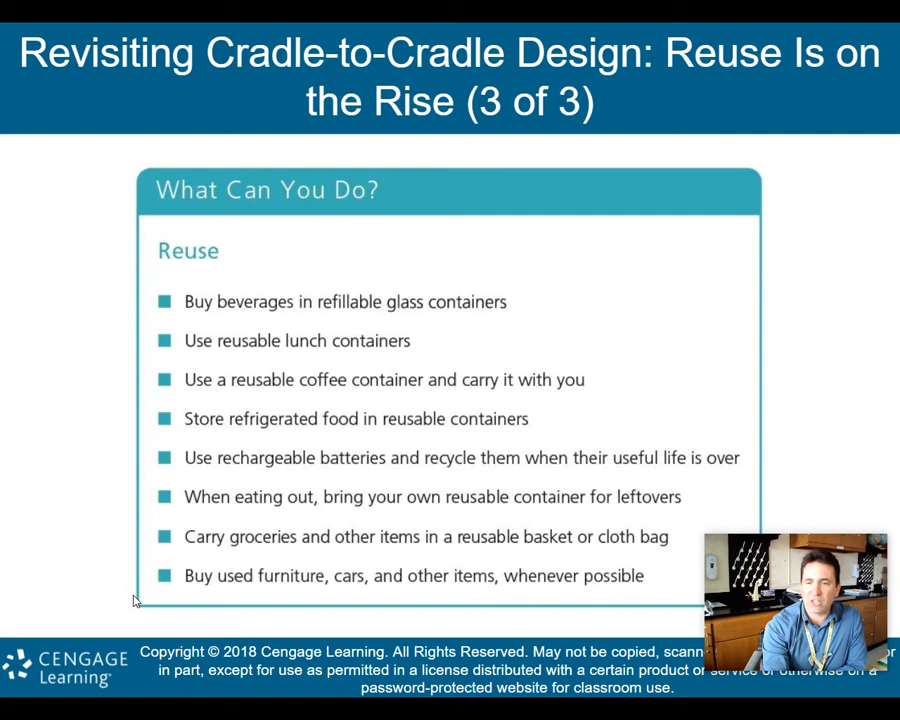 Revisiting Cradle-to-Cradle Design: Reuse Is on
the Rise (3 of 3)
What Can You Do?
Reuse
Buy beverages in refillable glass containers
Use reusable lunch containers
Use a reusable coffee container and carry it with you
Store refrigerated food in reusable containers
Use rechargeable batteries and recycle them when their useful life is over
When eating out, bring your own reusable container for leftovers
Carry groceries and other items in a reusable basket or cloth bag
Buy used furniture, cars, and other items, whenever possible
CENGAGE
Learning™
Copyright © 2018 Cengage Learning. All Rights Reserved. May not be copied, or
in part, except for use as permitted in a license distributed with a certain product or service or otherwise on a
password-protected website for classroom use.